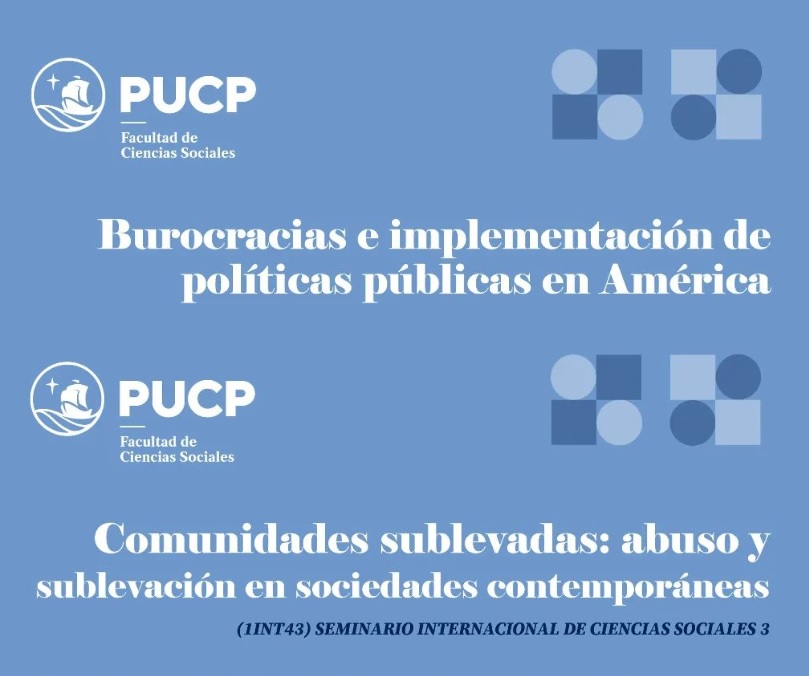 PUCP
Facultad de
Ciencias Sociales
Burocracias e implementación de
políticas públicas en América
PUCP
Facultad de
Ciencias Sociales
Comunidades sublevadas: abuso y
sublevación en sociedades contemporáneas
(1INT43) SEMINARIO INTERNACIONAL DE CIENCIAS SOCIALES 3